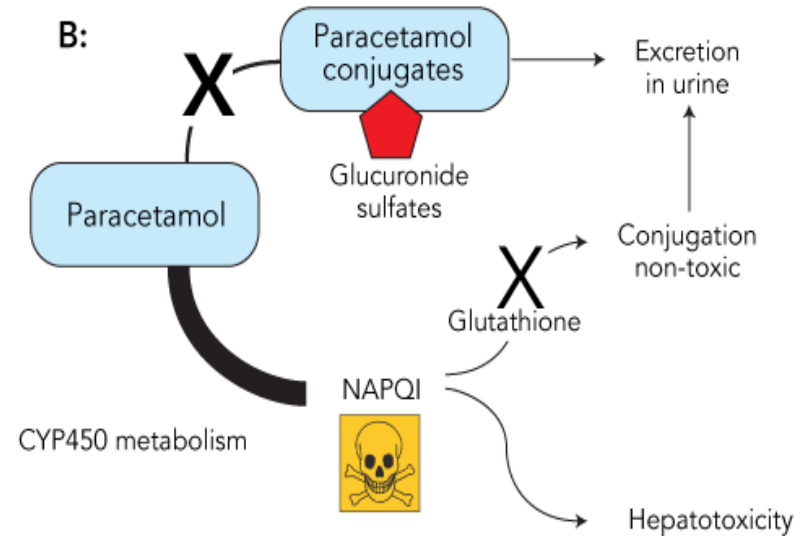 B:
X
Paracetamol
conjugates
Excretion
in urine
Glucuronide
sulfates
Paracetamol
X
Glutathione
Conjugation
non-toxic
NAPQI
CYP450 metabolism
Hepatotoxicity